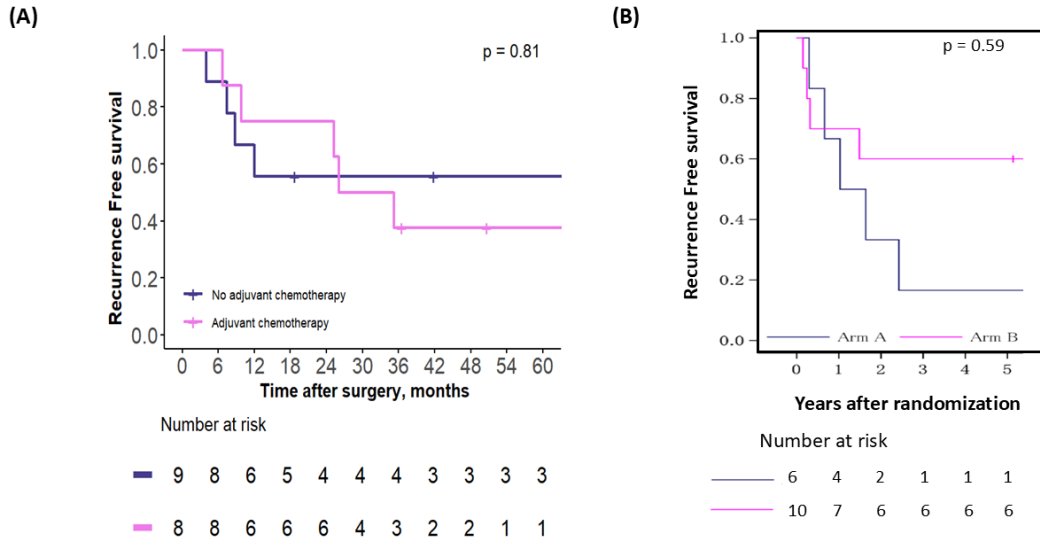 (A)
p = 0.81
Recurrence Free survival
1.0
0.8
0.6
0.4
0.2
0.0
No adjuvant chemotherapy
Adjuvant chemotherapy
0 6 12 18 24 30 36 42 48 54 60
Time after surgery, months
Number at risk
9 8 6 5 4 4 4 3 3 3 3
8 8 6 6 6 4 3 2 2 1 1
(B)
p = 0.59
Recurrence Free survival
1.0
0.8
0.6
0.4
0.2
0.0
Arm A Arm B
0 1 2 3 4 5
Years after randomization
Number at risk
6 4 2 1 1 1
10 7 6 6 6 6